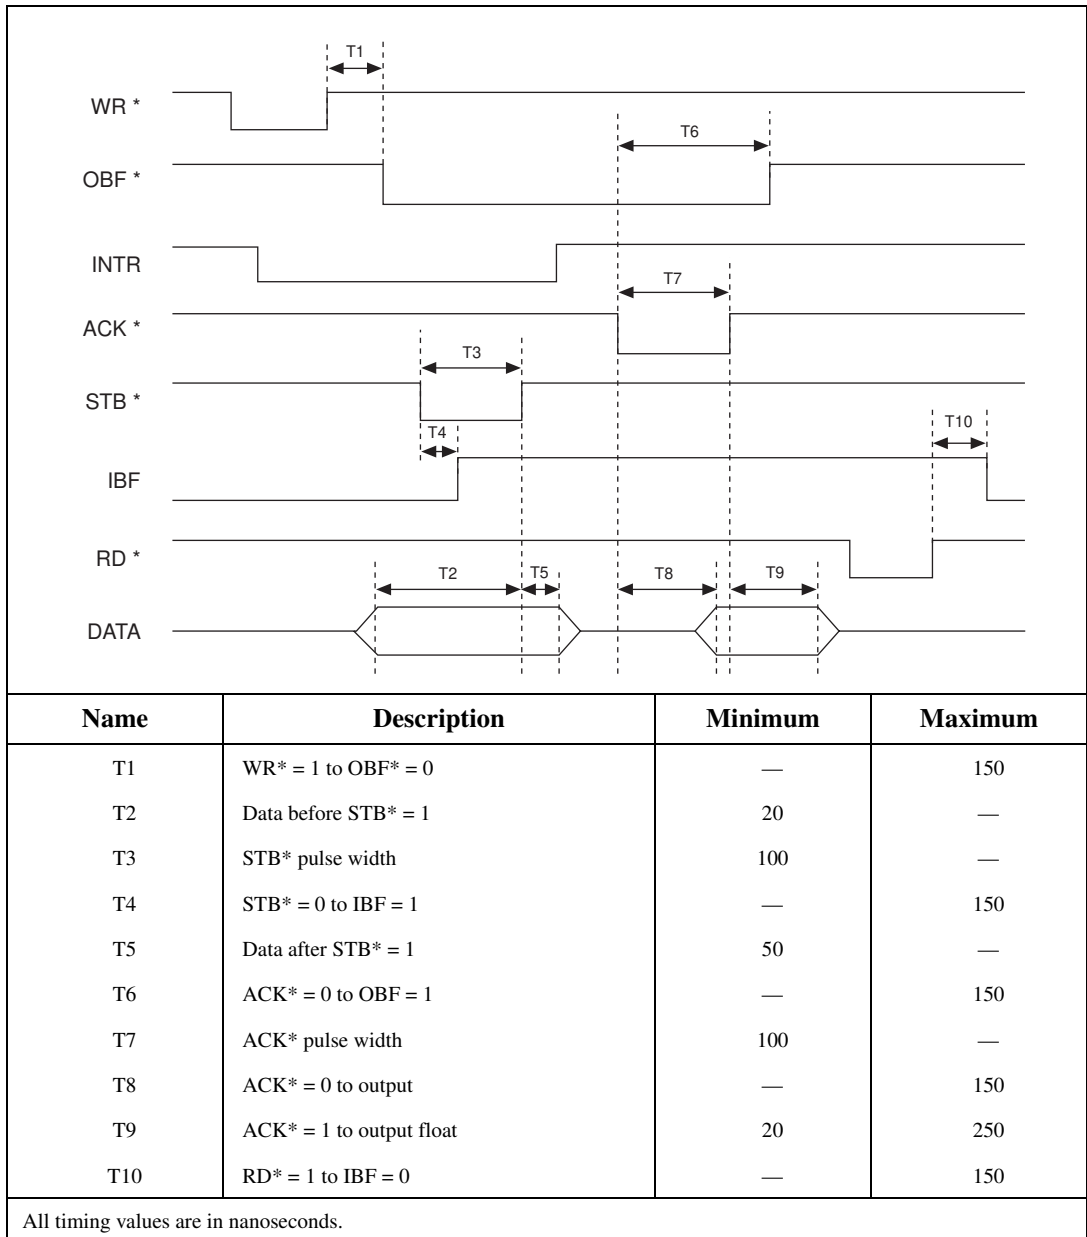 T1
WR *
T6
OBF *
INTR
T7
ACK *
T3
STB *
T4
T10
IBF
RD *
T2 T5 T8 T9
DATA
Name Description Minimum Maximum
T1 WR* = 1 to OBF* = 0 — 150
T2 Data before STB* = 1 20 —
T3 STB* pulse width 100 —
T4 STB* = 0 to IBF = 1 — 150
T5 Data after STB* = 1 50 —
T6 ACK* = 0 to OBF = 1 — 150
T7 ACK* pulse width 100 —
T8 ACK* = 0 to output — 150
T9 ACK* = 1 to output float 20 250
T10 RD* = 1 to IBF = 0 — 150
All timing values are in nanoseconds.